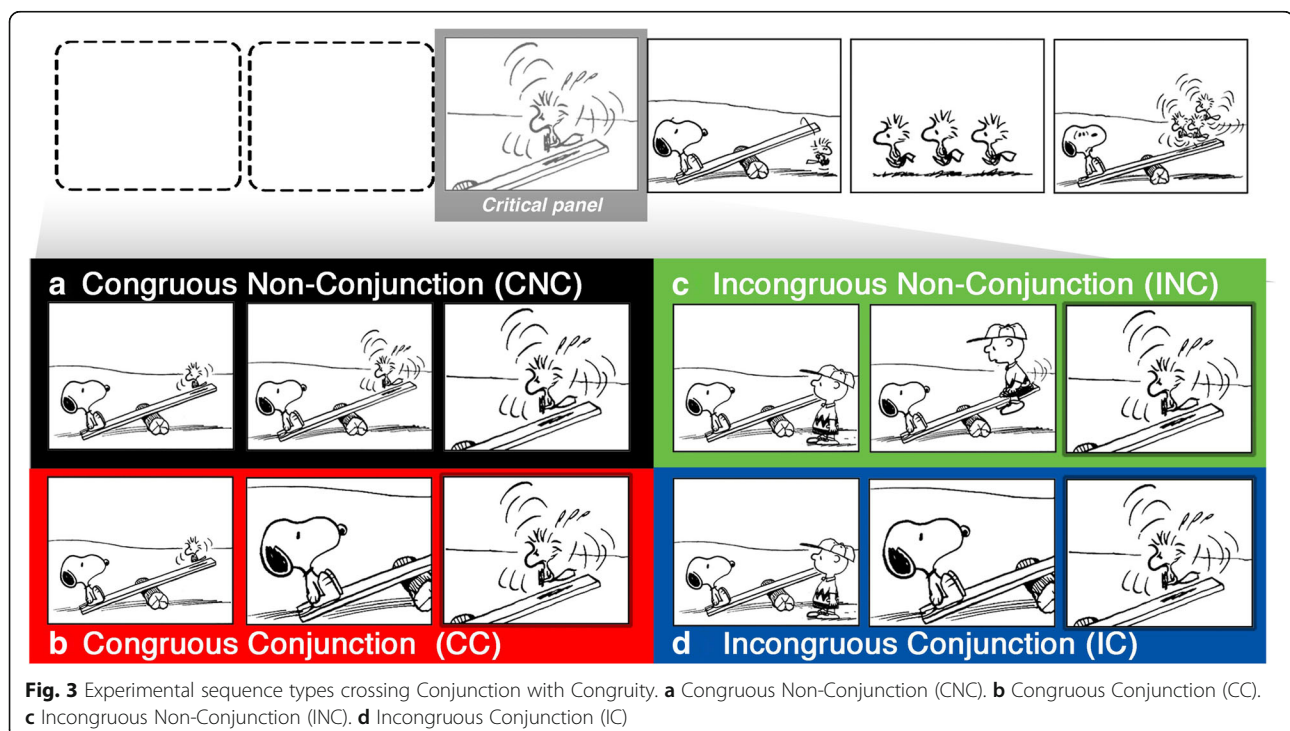 Critical panel
a Congruous Non-Conjunction (CNC)
c Incongruous Non-Conjunction (INC)
b Congruous Conjunction (CC)
d Incongruous Conjunction (IC)
Fig. 3 Experimental sequence types crossing Conjunction with Congruity. a Congruous Non-Conjunction (CNC). b Congruous Conjunction (CC).
c Incongruous Non-Conjunction (INC). d Incongruous Conjunction (IC)